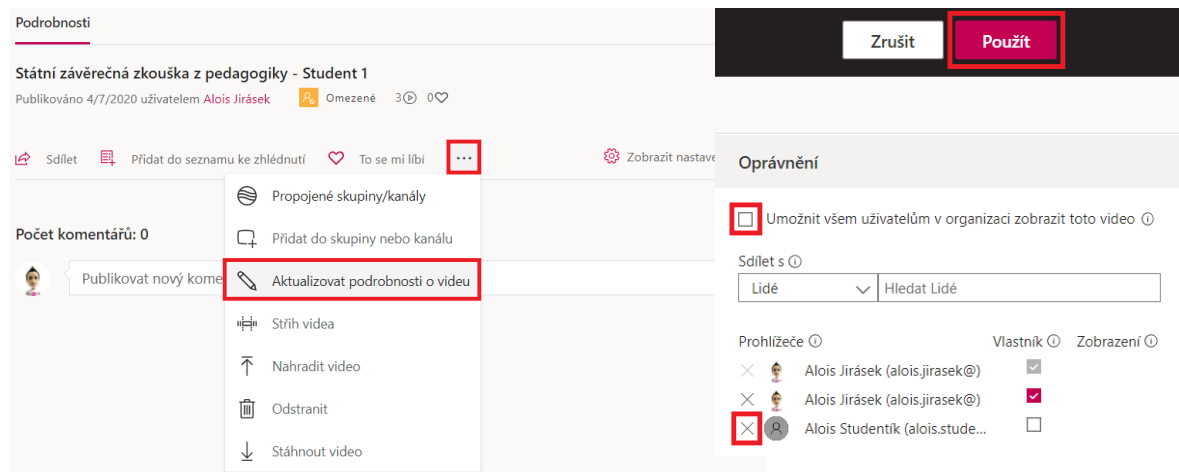 Podrobnosti
Státní závěrečná zkouška z pedagogiky - Student 1
Publikováno 4/7/2020 uživatelem Alois Jirásek Omezené 3 0
Sdílet Přidat do seznamu ke zhlédnutí To se mi líbí ... Zobrazit nastave
Propojené skupiny/kanály
Počet komentářů: 0
Přidat do skupiny nebo kanálu
Publikovat nový kome
Aktualizovat podrobnosti o videu
Střih videa
Nahradit video
Odstranit
Stáhnout video
Zrušit Použít
Oprávnění
Umožnit všem uživatelům v organizaci zobrazit toto video
Sdílet s
Lidé Hledat Lidé
Prohlížeče Vlastník Zobrazení
Alois Jirásek (alois.jirasek@)
Alois Jirásek (alois.jirasek@)
A Alois Studentík (alois.stude...